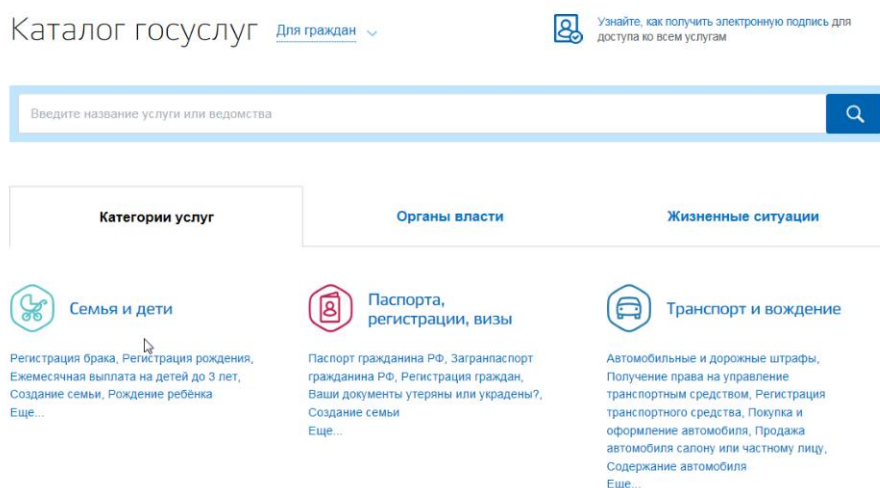 Каталог госуслуг
Для граждан
Узнайте, как получить электронную подпись для
доступа ко всем услугам
Введите название услуги или ведомства
Категории услуг
Органы власти
Жизненные ситуации
Семья и дети
Регистрация брака, Регистрация рождения,
Ежемесячная выплата на детей до 3 лет,
Создание семьи, Рождение ребёнка
Еще...
Паспорта,
регистрации, визы
Паспорт гражданина РФ, Загранпаспорт
гражданина РФ, Регистрация граждан,
Ваши документы утеряны или украдены?,
Создание семьи
Еще...
Транспорт и вождение
Автомобильные и дорожные штрафы,
Получение права на управление
транспортным средством, Регистрация
транспортного средства, Покупка и
оформление автомобиля, Продажа
автомобиля салону или частному лицу,
Содержание автомобиля
Еще...